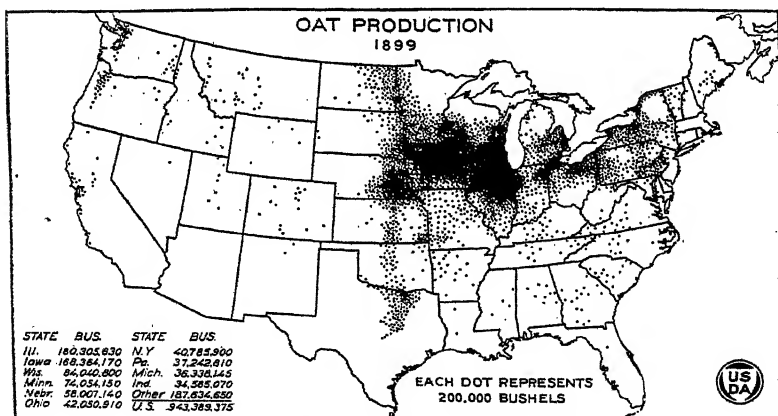 OAT PRODUCTION
1899
STATE BUS. STATE BUS.
Ill. 180,305,630 N.Y 40,785,900
Iowa 168,364,170 Pa. 37,242,810
Wis. 84,040,800 Mich. 36,338,145
Minn. 74,054,150 Ind. 34,565,070
Nebr. 58,007,140 Other 187,634,650
Ohio 42,050,910 U.S. 943,389,375
EACH DOT REPRESENTS
200,000 BUSHELS
US
DA